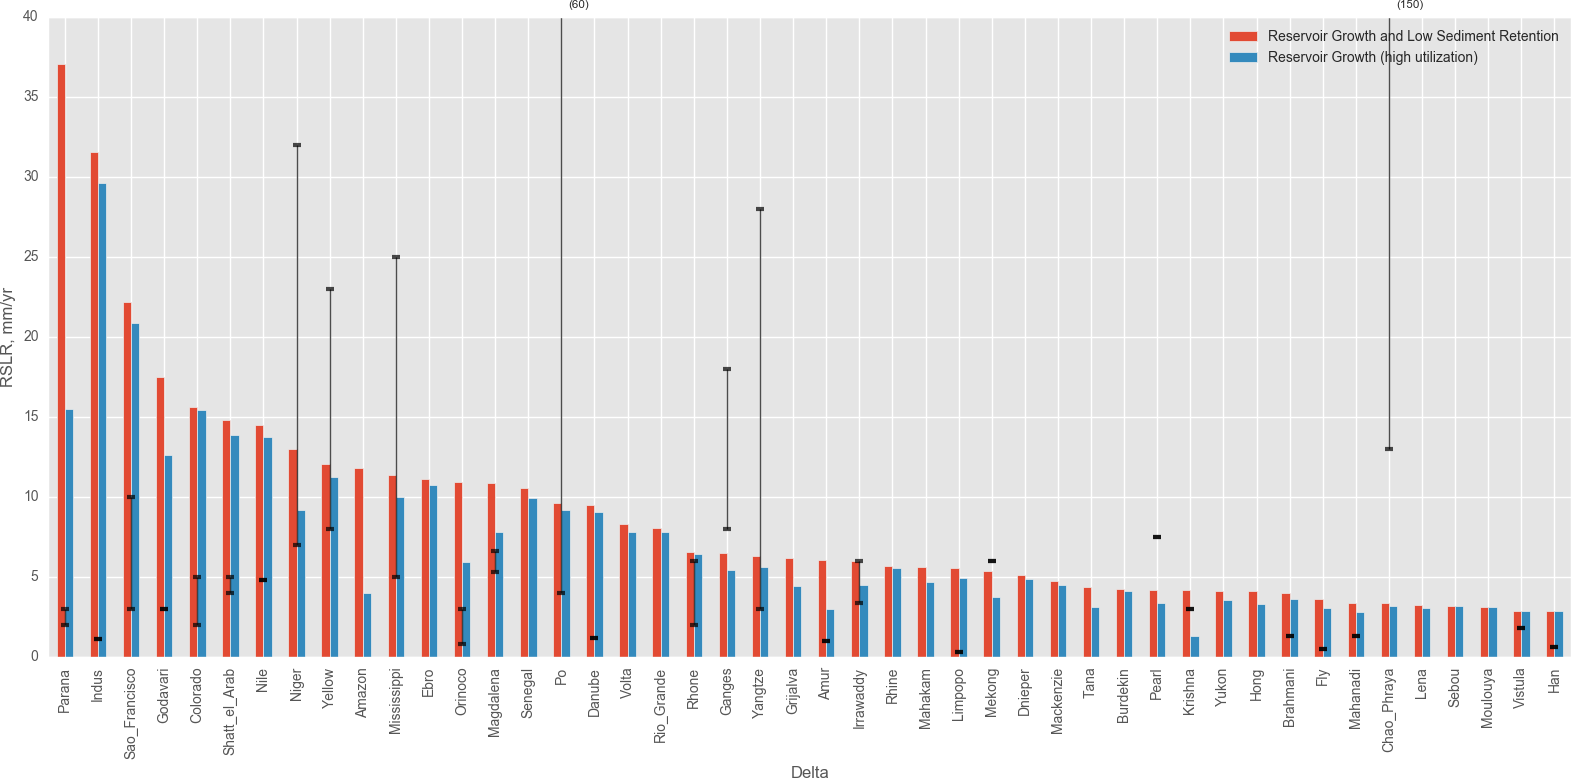 (60)
(150)
40
35
30
25
20
15
10
5
0
RSLR, mm/yr
Reservoir Growth and Low Sediment Retention
Reservoir Growth (high utilization)
Parana
Indus
Sao_Francisco
Godavari
Colorado
Shatt_el_Arab
Nile
Niger
Yellow
Amazon
Mississippi
Ebro
Orinoco
Magdalena
Senegal
Po
Danube
Volta
Rio_Grande
Rhone
Ganges
Yangtze
Grijalva
Amur
Irrawaddy
Rhine
Mahakam
Limpopo
Mekong
Dnieper
Mackenzie
Tana
Burdekin
Pearl
Krishna
Yukon
Hong
Brahmani
Fly
Mahanadi
Chao_Phraya
Lena
Sebou
Moulouya
Vistula
Han
Delta